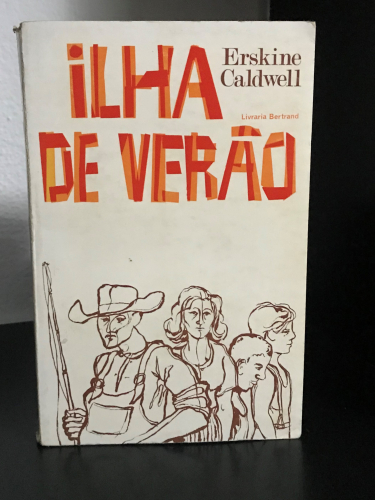 iLHA
DE VERÃO
Erskine
Caldwell
Livraria Bertrand